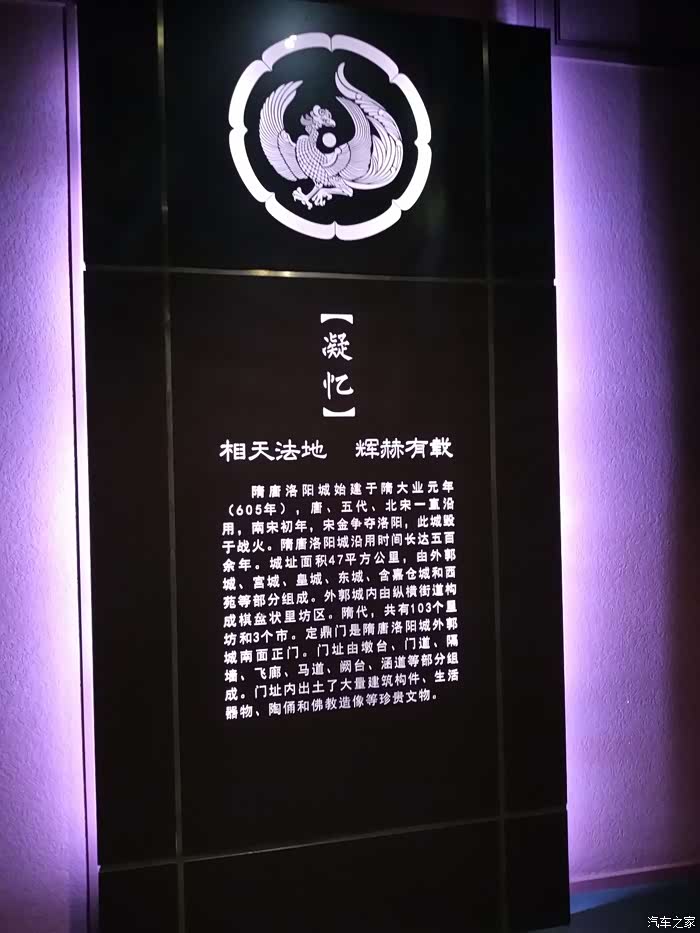 【凝忆】
相天法地 辉赫有载
隋唐洛阳城始建于隋大业元年
（605年），唐、五代、北宋一直沿
用，南宋初年，宋金争夺洛阳，此城毁
于战火。隋唐洛阳城沿用时间长达五百
余年。城址面积47平方公里，由外郭
城、宫城、皇城、东城、含嘉仓城和西
苑等部分组成。外郭城内由纵横街道构
成棋盘状里坊区。隋代，共有103个里
坊和3个市。定鼎门是隋唐洛阳城外郭
城南面正门。门址由墩台、门道、隔
墙、飞廊、马道、阙台、涵道等部分组
成。门址内出土了大量建筑构件、生活
器物、陶俑和佛教造像等珍贵文物。
汽车之家